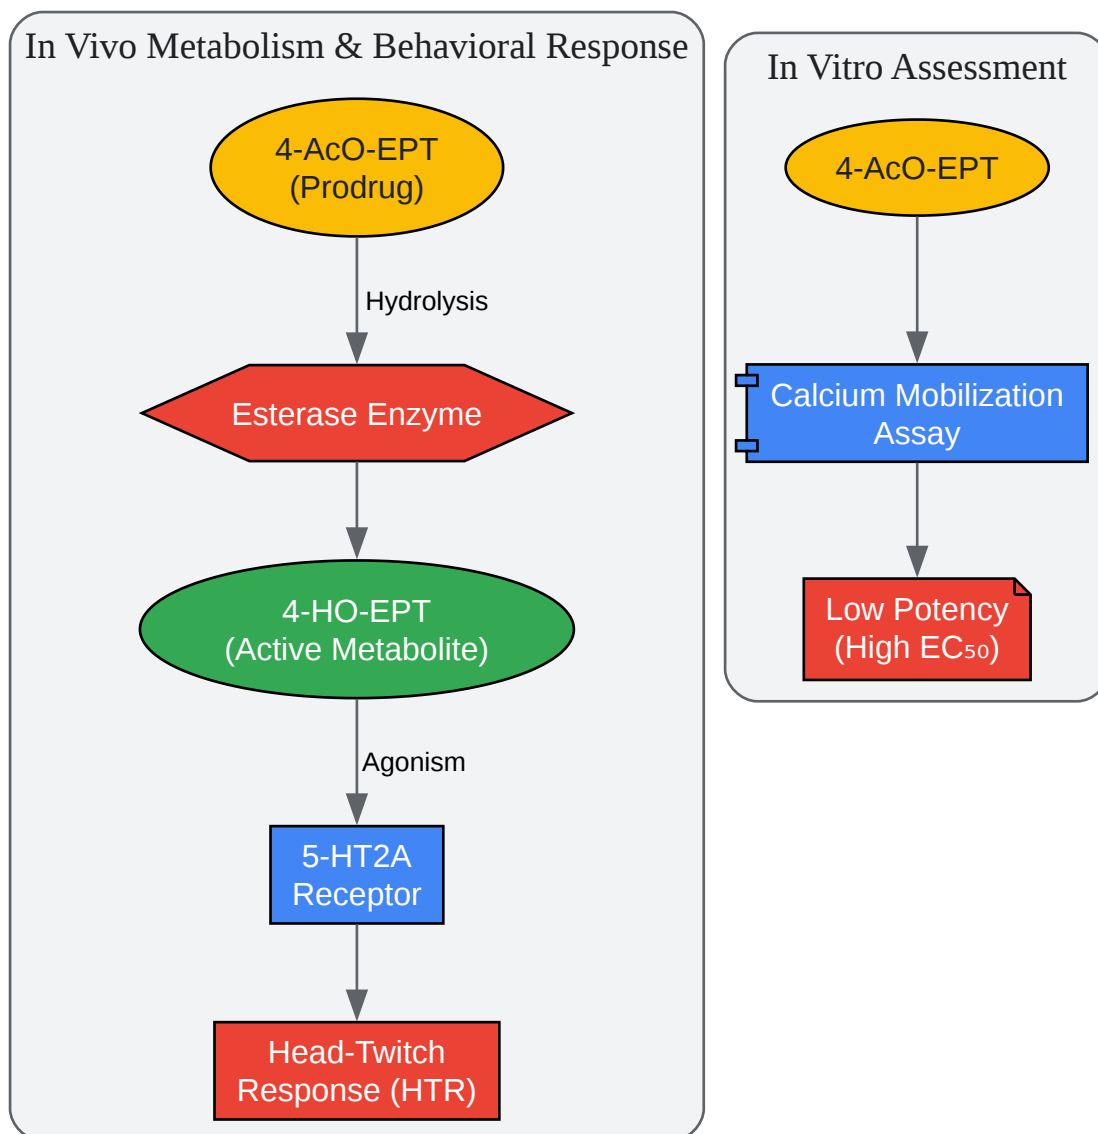 In Vivo Metabolism & Behavioral Response
4-AcO-EPT
(Prodrug)
Hydrolysis
Esterase Enzyme
4-HO-EPT
(Active Metabolite)
Agonism
5-HT2A
Receptor
Head-Twitch
Response (HTR)
In Vitro Assessment
4-AcO-EPT
Calcium Mobilization
Assay
Low Potency
(High EC₅₀)